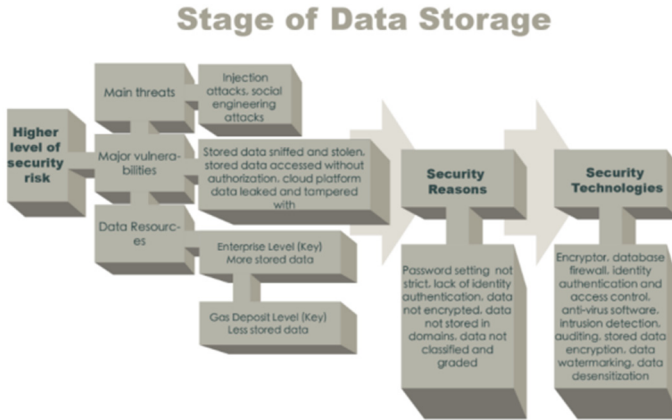 Stage of Data Storage
Higher
level of
security
risk
Main threats
Injection
attacks, social
engineering
attacks
Major vulnera-
bilities
Stored data sniffed and stolen,
stored data accessed without
authorization, cloud platform
data leaked and tampered
with
Data Resourc-
es
Enterprise Level (Key)
More stored data
Gas Deposit Level (Key)
Less stored data
Security
Reasons
Password setting not
strict, lack of identity
authentication, data
not encrypted, data
not stored in
domains, data not
classified and
graded
Security
Technologies
Encryptor, database
firewall, identity
authentication and
access control,
anti-virus software,
intrusion detection,
auditing, stored data
encryption, data
watermarking, data
desensitization